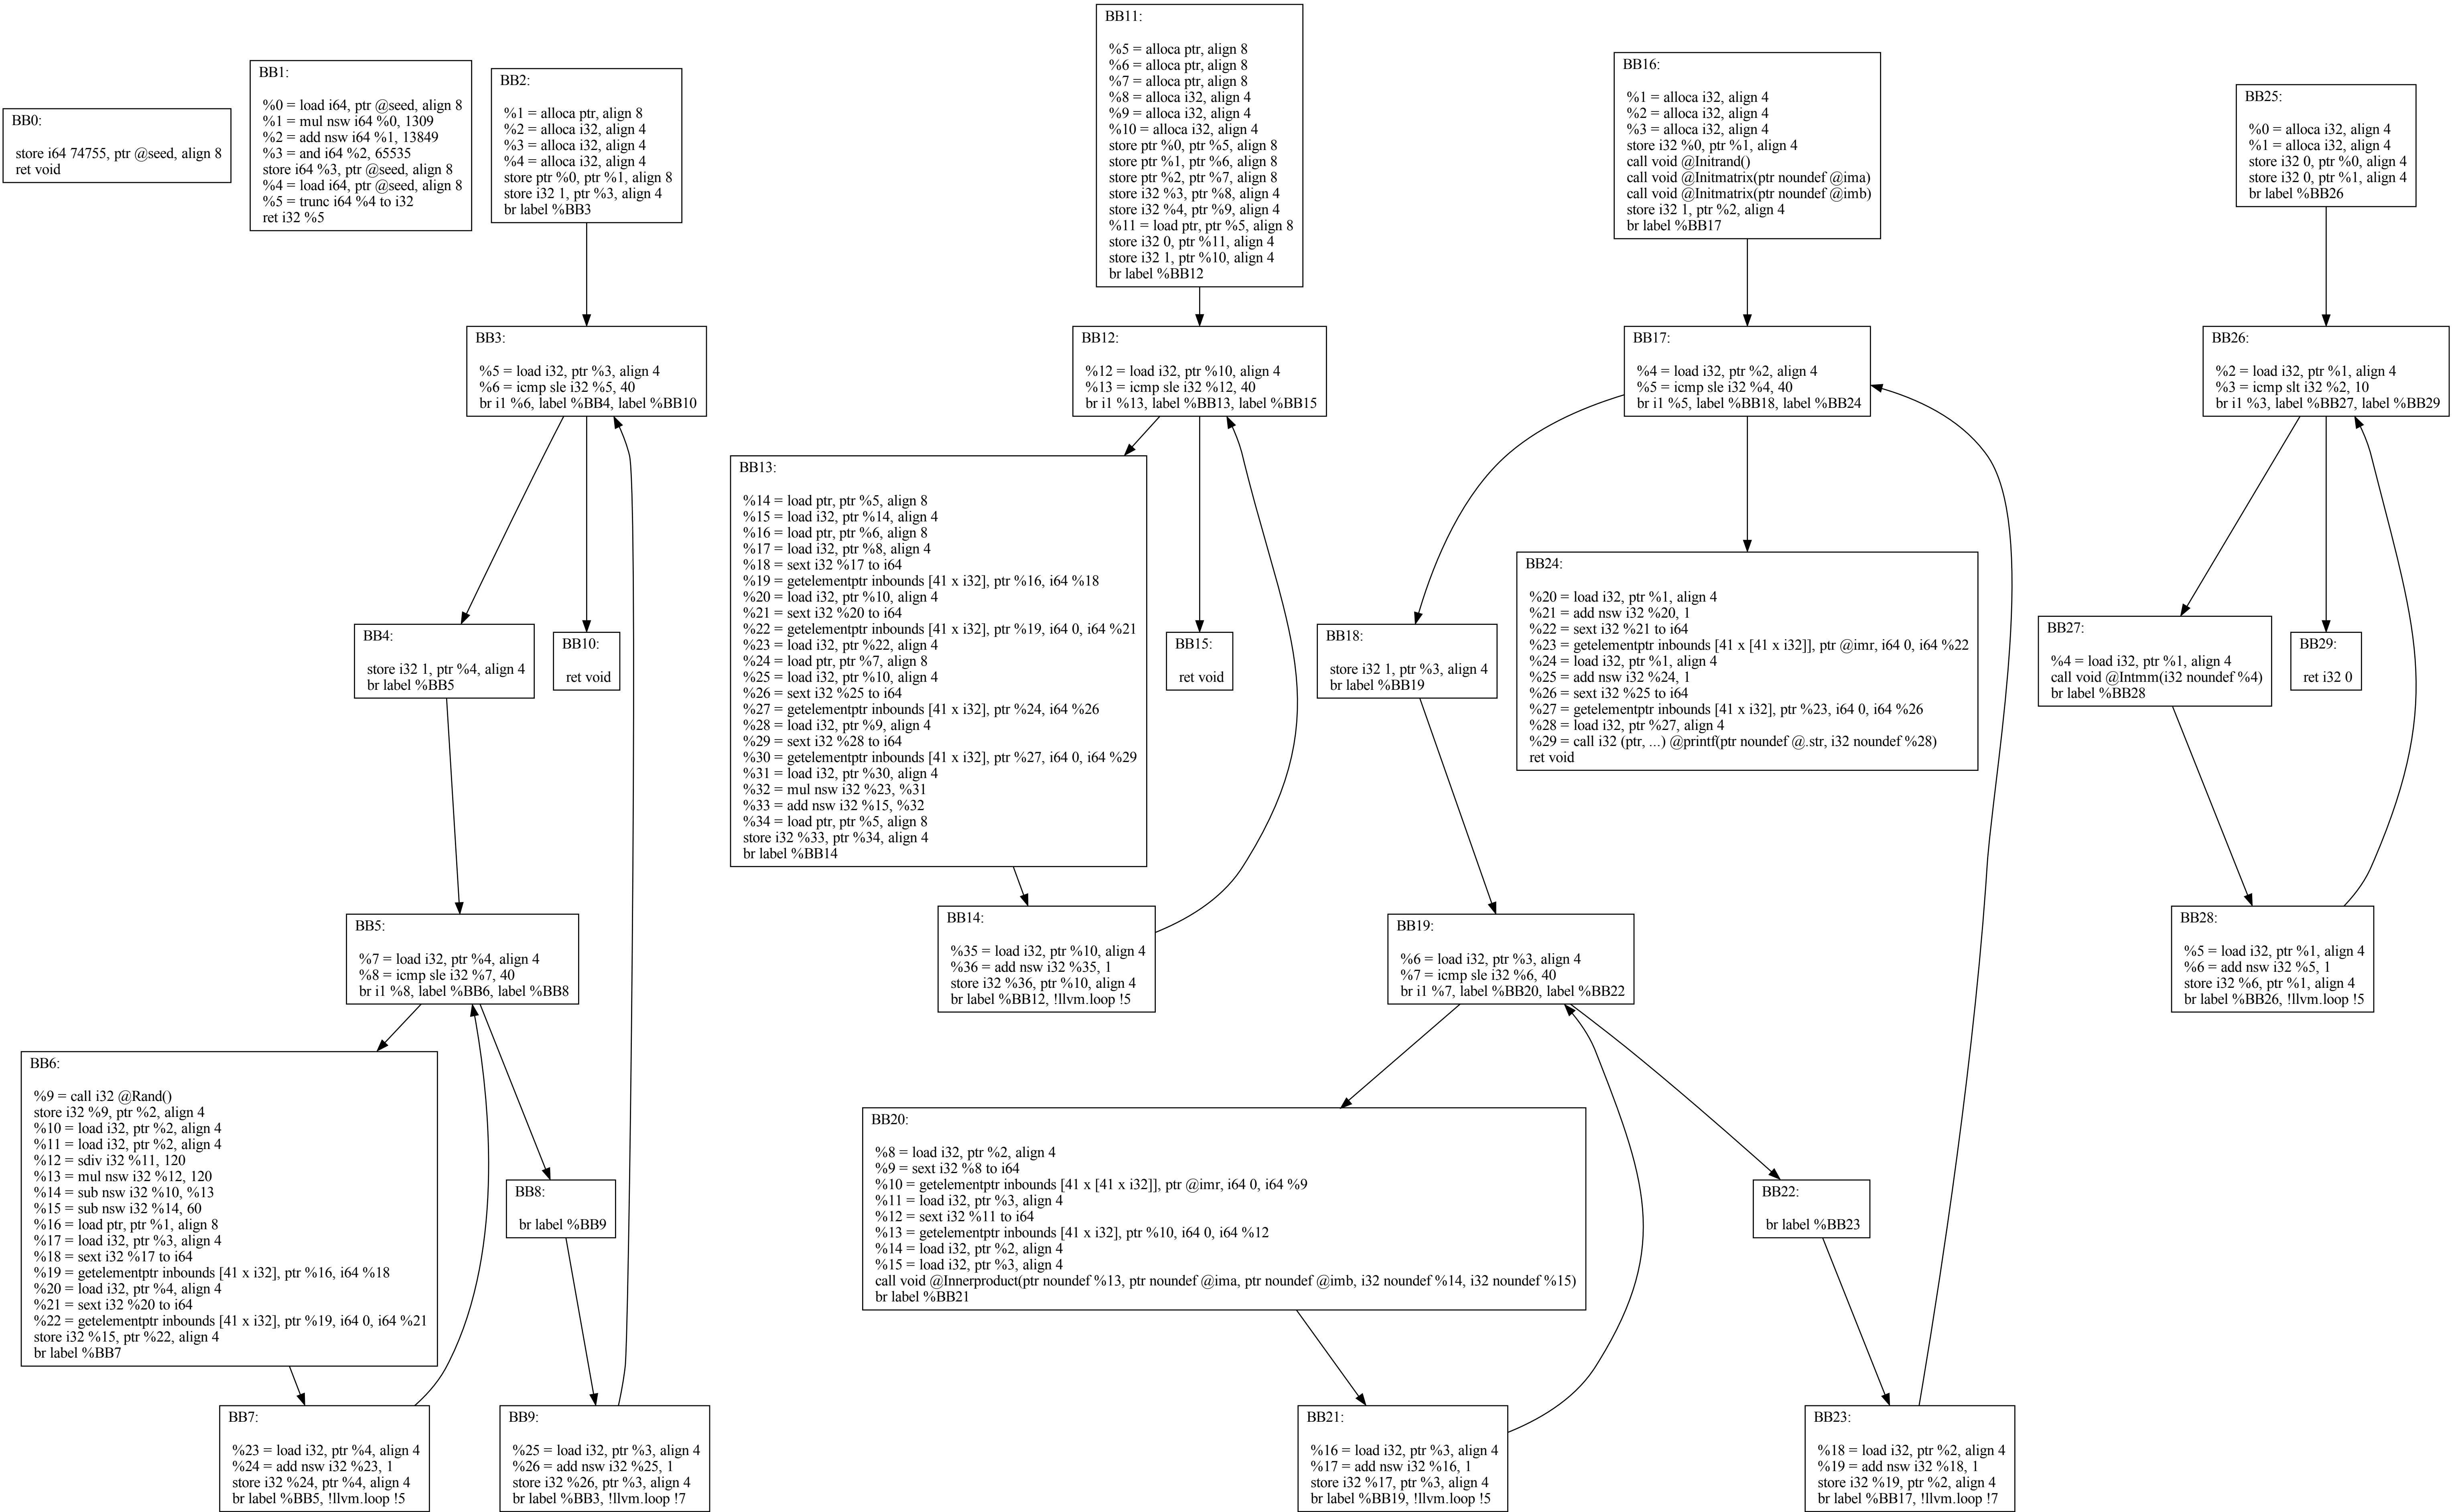 BB0:
store i64 74755, ptr @seed, align 8
ret void
BB1:
%0 = load i64, ptr @seed, align 8
%1 = mul nsw i64 %0, 1309
%2 = add nsw i64 %1, 13849
%3 = and i64 %2, 65535
store i64 %3, ptr @seed, align 8
%4 = load i64, ptr @seed, align 8
%5 = trunc i64 %4 to i32
ret i32 %5
BB2:
%1 = alloca ptr, align 8
%2 = alloca i32, align 4
%3 = alloca i32, align 4
%4 = alloca i32, align 4
store ptr %0, ptr %1, align 8
store i32 1, ptr %3, align 4
br label %BB3
BB3:
%5 = load i32, ptr %3, align 4
%6 = icmp sle i32 %5, 40
br i1 %6, label %BB4, label %BB10
BB4:
store i32 1, ptr %4, align 4
br label %BB5
BB10:
ret void
BB5:
%7 = load i32, ptr %4, align 4
%8 = icmp sle i32 %7, 40
br i1 %8, label %BB6, label %BB8
BB6:
%9 = call i32 @Rand()
store i32 %9, ptr %2, align 4
%10 = load i32, ptr %2, align 4
%11 = load i32, ptr %2, align 4
%12 = sdiv i32 %11, 120
%13 = mul nsw i32 %12, 120
%14 = sub nsw i32 %10, %13
%15 = sub nsw i32 %14, 60
%16 = load ptr, ptr %1, align 8
%17 = load i32, ptr %3, align 4
%18 = sext i32 %17 to i64
%19 = getelementptr inbounds [41 x i32], ptr %16, i64 %18
%20 = load i32, ptr %4, align 4
%21 = sext i32 %20 to i64
%22 = getelementptr inbounds [41 x i32], ptr %19, i64 0, i64 %21
store i32 %15, ptr %22, align 4
br label %BB7
BB8:
br label %BB9
BB7:
%23 = load i32, ptr %4, align 4
%24 = add nsw i32 %23, 1
store i32 %24, ptr %4, align 4
br label %BB5, !llvm.loop !5
BB9:
%25 = load i32, ptr %3, align 4
%26 = add nsw i32 %25, 1
store i32 %26, ptr %3, align 4
br label %BB3, !llvm.loop !7
BB11:
%5 = alloca ptr, align 8
%6 = alloca ptr, align 8
%7 = alloca ptr, align 8
%8 = alloca i32, align 4
%9 = alloca i32, align 4
%10 = alloca i32, align 4
store ptr %0, ptr %5, align 8
store ptr %1, ptr %6, align 8
store ptr %2, ptr %7, align 8
store i32 %3, ptr %8, align 4
store i32 %4, ptr %9, align 4
%11 = load ptr, ptr %5, align 8
store i32 0, ptr %11, align 4
store i32 1, ptr %10, align 4
br label %BB12
BB12:
%12 = load i32, ptr %10, align 4
%13 = icmp sle i32 %12, 40
br i1 %13, label %BB13, label %BB15
BB13:
%14 = load ptr, ptr %5, align 8
%15 = load i32, ptr %14, align 4
%16 = load ptr, ptr %6, align 8
%17 = load i32, ptr %8, align 4
%18 = sext i32 %17 to i64
%19 = getelementptr inbounds [41 x i32], ptr %16, i64 %18
%20 = load i32, ptr %10, align 4
%21 = sext i32 %20 to i64
%22 = getelementptr inbounds [41 x i32], ptr %19, i64 0, i64 %21
%23 = load i32, ptr %22, align 4
%24 = load ptr, ptr %7, align 8
%25 = load i32, ptr %10, align 4
%26 = sext i32 %25 to i64
%27 = getelementptr inbounds [41 x i32], ptr %24, i64 %26
%28 = load i32, ptr %9, align 4
%29 = sext i32 %28 to i64
%30 = getelementptr inbounds [41 x i32], ptr %27, i64 0, i64 %29
%31 = load i32, ptr %30, align 4
%32 = mul nsw i32 %23, %31
%33 = add nsw i32 %15, %32
%34 = load ptr, ptr %5, align 8
store i32 %33, ptr %34, align 4
br label %BB14
BB15:
ret void
BB14:
%35 = load i32, ptr %10, align 4
%36 = add nsw i32 %35, 1
store i32 %36, ptr %10, align 4
br label %BB12, !llvm.loop !5
BB16:
%1 = alloca i32, align 4
%2 = alloca i32, align 4
%3 = alloca i32, align 4
store i32 %0, ptr %1, align 4
call void @Initrand()
call void @Initmatrix(ptr noundef @ima)
call void @Initmatrix(ptr noundef @imb)
store i32 1, ptr %2, align 4
br label %BB17
BB17:
%4 = load i32, ptr %2, align 4
%5 = icmp sle i32 %4, 40
br i1 %5, label %BB18, label %BB24
BB18:
store i32 1, ptr %3, align 4
br label %BB19
BB24:
%20 = load i32, ptr %1, align 4
%21 = add nsw i32 %20, 1
%22 = sext i32 %21 to i64
%23 = getelementptr inbounds [41 x [41 x i32]], ptr @imr, i64 0, i64 %22
%24 = load i32, ptr %1, align 4
%25 = add nsw i32 %24, 1
%26 = sext i32 %25 to i64
%27 = getelementptr inbounds [41 x i32], ptr %23, i64 0, i64 %26
%28 = load i32, ptr %27, align 4
%29 = call i32 (ptr, ...) @printf(ptr noundef @.str, i32 noundef %28)
ret void
BB19:
%6 = load i32, ptr %3, align 4
%7 = icmp sle i32 %6, 40
br i1 %7, label %BB20, label %BB22
BB20:
%8 = load i32, ptr %2, align 4
%9 = sext i32 %8 to i64
%10 = getelementptr inbounds [41 x [41 x i32]], ptr @imr, i64 0, i64 %9
%11 = load i32, ptr %3, align 4
%12 = sext i32 %11 to i64
%13 = getelementptr inbounds [41 x i32], ptr %10, i64 0, i64 %12
%14 = load i32, ptr %2, align 4
%15 = load i32, ptr %3, align 4
call void @Innerproduct(ptr noundef %13, ptr noundef @ima, ptr noundef @imb, i32 noundef %14, i32 noundef %15)
br label %BB21
BB22:
br label %BB23
BB21:
%16 = load i32, ptr %3, align 4
%17 = add nsw i32 %16, 1
store i32 %17, ptr %3, align 4
br label %BB19, !llvm.loop !5
BB23:
%18 = load i32, ptr %2, align 4
%19 = add nsw i32 %18, 1
store i32 %19, ptr %2, align 4
br label %BB17, !llvm.loop !7
BB25:
%0 = alloca i32, align 4
%1 = alloca i32, align 4
store i32 0, ptr %0, align 4
store i32 0, ptr %1, align 4
br label %BB26
BB26:
%2 = load i32, ptr %1, align 4
%3 = icmp slt i32 %2, 10
br i1 %3, label %BB27, label %BB29
BB27:
%4 = load i32, ptr %1, align 4
call void @Intmm(i32 noundef %4)
br label %BB28
BB29:
ret i32 0
BB28:
%5 = load i32, ptr %1, align 4
%6 = add nsw i32 %5, 1
store i32 %6, ptr %1, align 4
br label %BB26, !llvm.loop !5